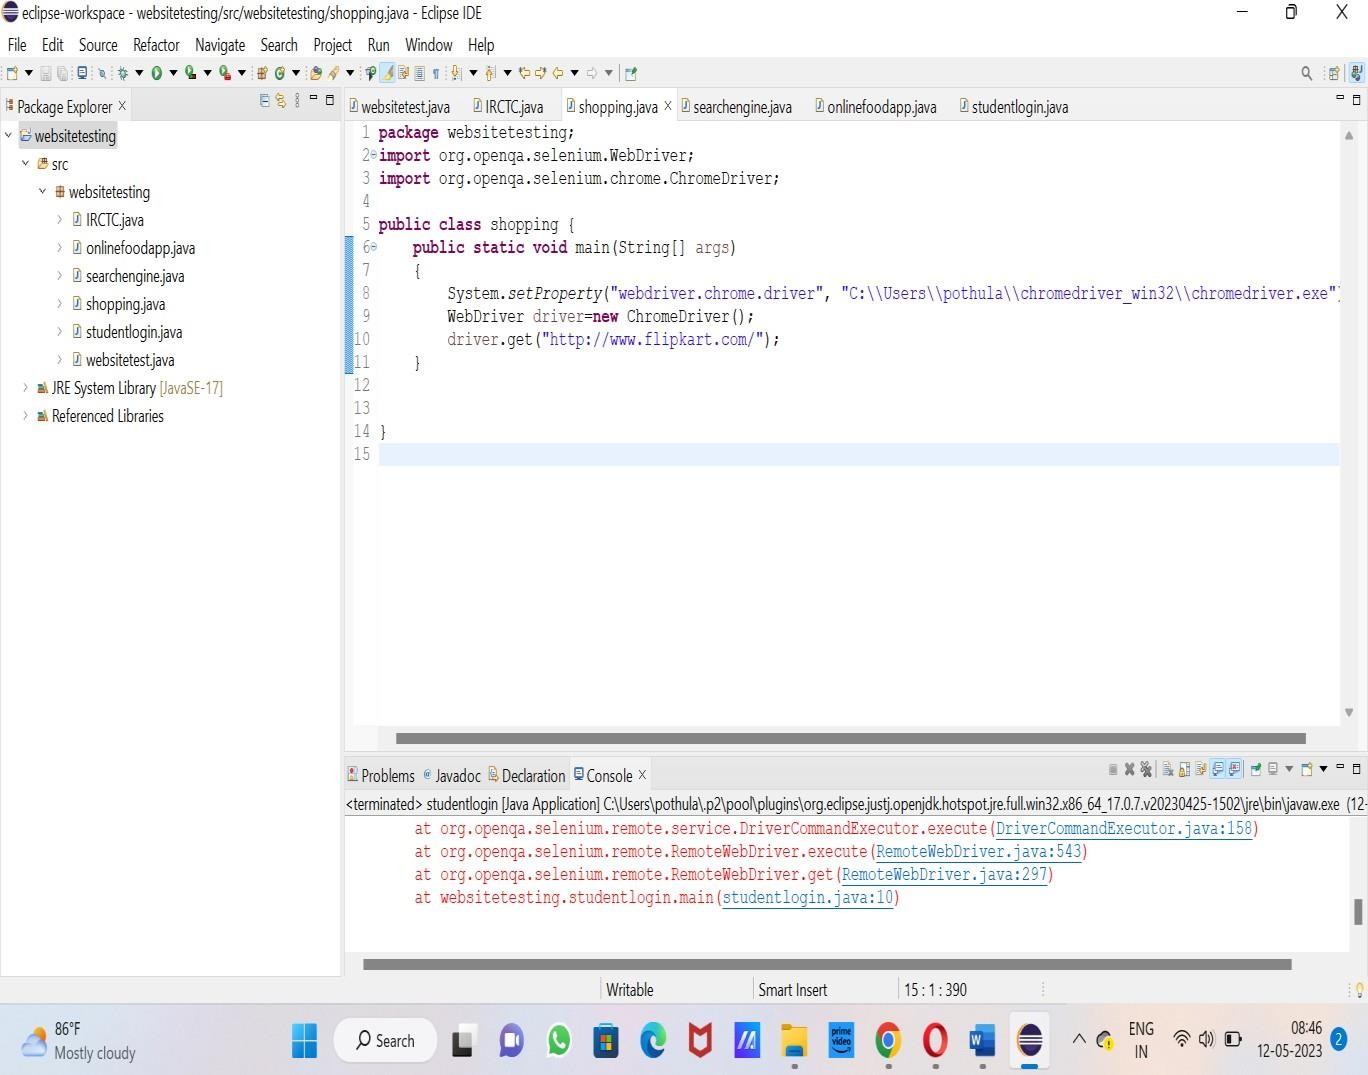 eclipse-workspace - websitetesting/src/websitetesting/shopping.java - Eclipse IDE
File Edit Source Refactor Navigate Search Project Run Window Help
Package Explorer
websitetesting
src
websitetesting
IRCTC.java
onlinefoodapp.java
searchengine.java
shopping.java
studentlogin.java
websitetest.java
JRE System Library [JavaSE-17]
Referenced Libraries
websitetest.java IRCTC.java shopping.java searchengine.java onlinefoodapp.java studentlogin.java
1 package websitetesting;
2 import org.openqa.selenium.WebDriver;
3 import org.openqa.selenium.chrome.ChromeDriver;
4
5 public class shopping {
6 public static void main(String[] args)
7 {
8 System.setProperty("webdriver.chrome.driver", "C:\\Users\\pothula\\chromedriver_win32\\chromedriver.exe")
9 WebDriver driver=new ChromeDriver();
10 driver.get("http://www.flipkart.com/");
11 }
12
13
14 }
15
Problems Javadoc Declaration Console
<terminated> studentlogin [Java Application] C:\Users\pothula\.p2\pool\plugins\org.eclipse.justj.openjdk.hotspot.jre.full.win32.x86_64_17.0.7.v20230425-1502\jre\bin\javaw.exe (12-
at org.openqa.selenium.remote.service.DriverCommandExecutor.execute(DriverCommandExecutor.java:158)
at org.openqa.selenium.remote.RemoteWebDriver.execute(RemoteWebDriver.java:543)
at org.openqa.selenium.remote.RemoteWebDriver.get(RemoteWebDriver.java:297)
at websitetesting.studentlogin.main(studentlogin.java:10)
Writable Smart Insert 15 : 1 : 390
86°F
Mostly cloudy
Search
prime video
ENG
IN
08:46
12-05-2023
2